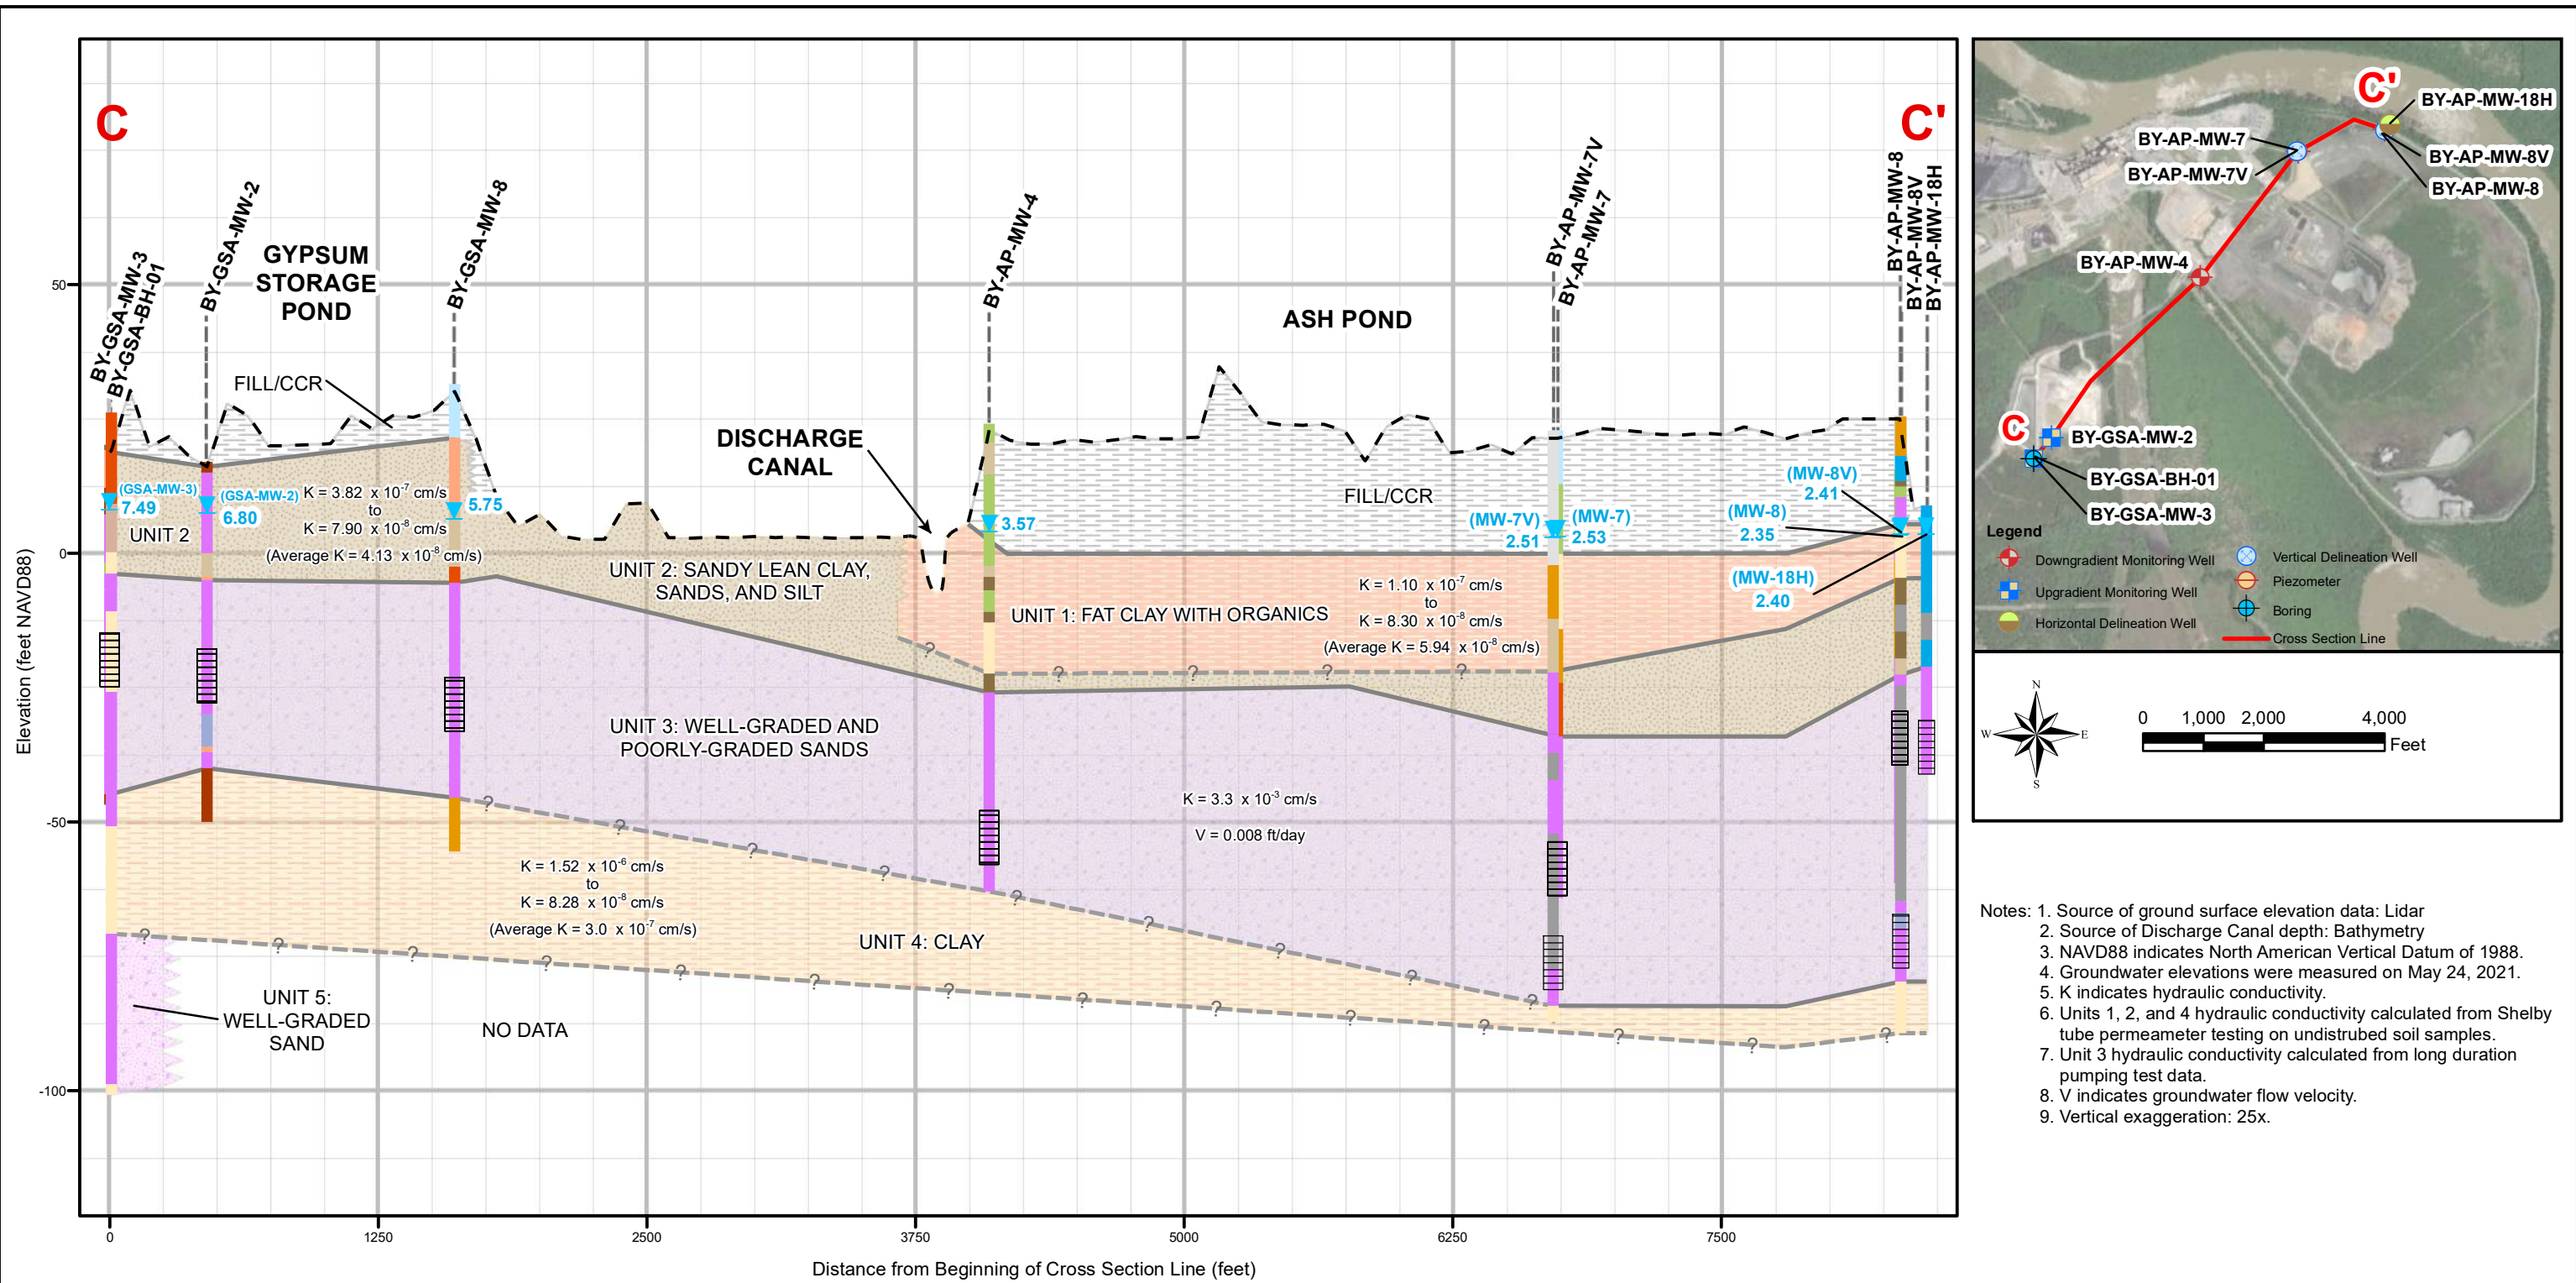 C
C'
BY-GSA-MW-3
BY-GSA-BH-01
BY-GSA-MW-2
GYPSUM
STORAGE
POND
BY-GSA-MW-8
BY-AP-MW-4
BY-AP-MW-7V
BY-AP-MW-7
BY-AP-MW-8
BY-AP-MW-8V
BY-AP-MW-18H
ASH POND
FILL/CCR
DISCHARGE
CANAL
FILL/CCR
(GSA-MW-3)
7.49
(GSA-MW-2)
6.80
K = 3.82 x 10-7 cm/s
to
K = 7.90 x 10-8 cm/s
(Average K = 4.13 x 10-8 cm/s)
5.75
UNIT 2
3.57
(MW-7V)
2.51
(MW-7)
2.53
(MW-8V)
2.41
(MW-8)
2.35
(MW-18H)
2.40
UNIT 2: SANDY LEAN CLAY,
SANDS, AND SILT
UNIT 1: FAT CLAY WITH ORGANICS
K = 1.10 x 10-7 cm/s
to
K = 8.30 x 10-8 cm/s
(Average K = 5.94 x 10-8 cm/s)
? ? ? ? ?
UNIT 3: WELL-GRADED AND
POORLY-GRADED SANDS
K = 3.3 x 10-3 cm/s
V = 0.008 ft/day
? ? ? ? ? ? ? ? ?
K = 1.52 x 10-6 cm/s
to
K = 8.28 x 10-8 cm/s
(Average K = 3.0 x 10-7 cm/s)
UNIT 4: CLAY
? ? ? ? ? ? ? ? ? ? ? ? ? ?
UNIT 5:
WELL-GRADED
SAND
NO DATA
50
0
-50
-100
Elevation (feet NAVD88)
0 1250 2500 3750 5000 6250 7500
Distance from Beginning of Cross Section Line (feet)
C'
BY-AP-MW-18H
BY-AP-MW-7
BY-AP-MW-8V
BY-AP-MW-7V
BY-AP-MW-8
BY-AP-MW-4
C
BY-GSA-MW-2
BY-GSA-BH-01
BY-GSA-MW-3
Legend
Downgradient Monitoring Well
Upgradient Monitoring Well
Horizontal Delineation Well
Vertical Delineation Well
Piezometer
Boring
Cross Section Line
N
W E
S
0 1,000 2,000 4,000
Feet
Notes: 1. Source of ground surface elevation data: Lidar
2. Source of Discharge Canal depth: Bathymetry
3. NAVD88 indicates North American Vertical Datum of 1988.
4. Groundwater elevations were measured on May 24, 2021.
5. K indicates hydraulic conductivity.
6. Units 1, 2, and 4 hydraulic conductivity calculated from Shelby
tube permeameter testing on undistrubed soil samples.
7. Unit 3 hydraulic conductivity calculated from long duration
pumping test data.
8. V indicates groundwater flow velocity.
9. Vertical exaggeration: 25x.